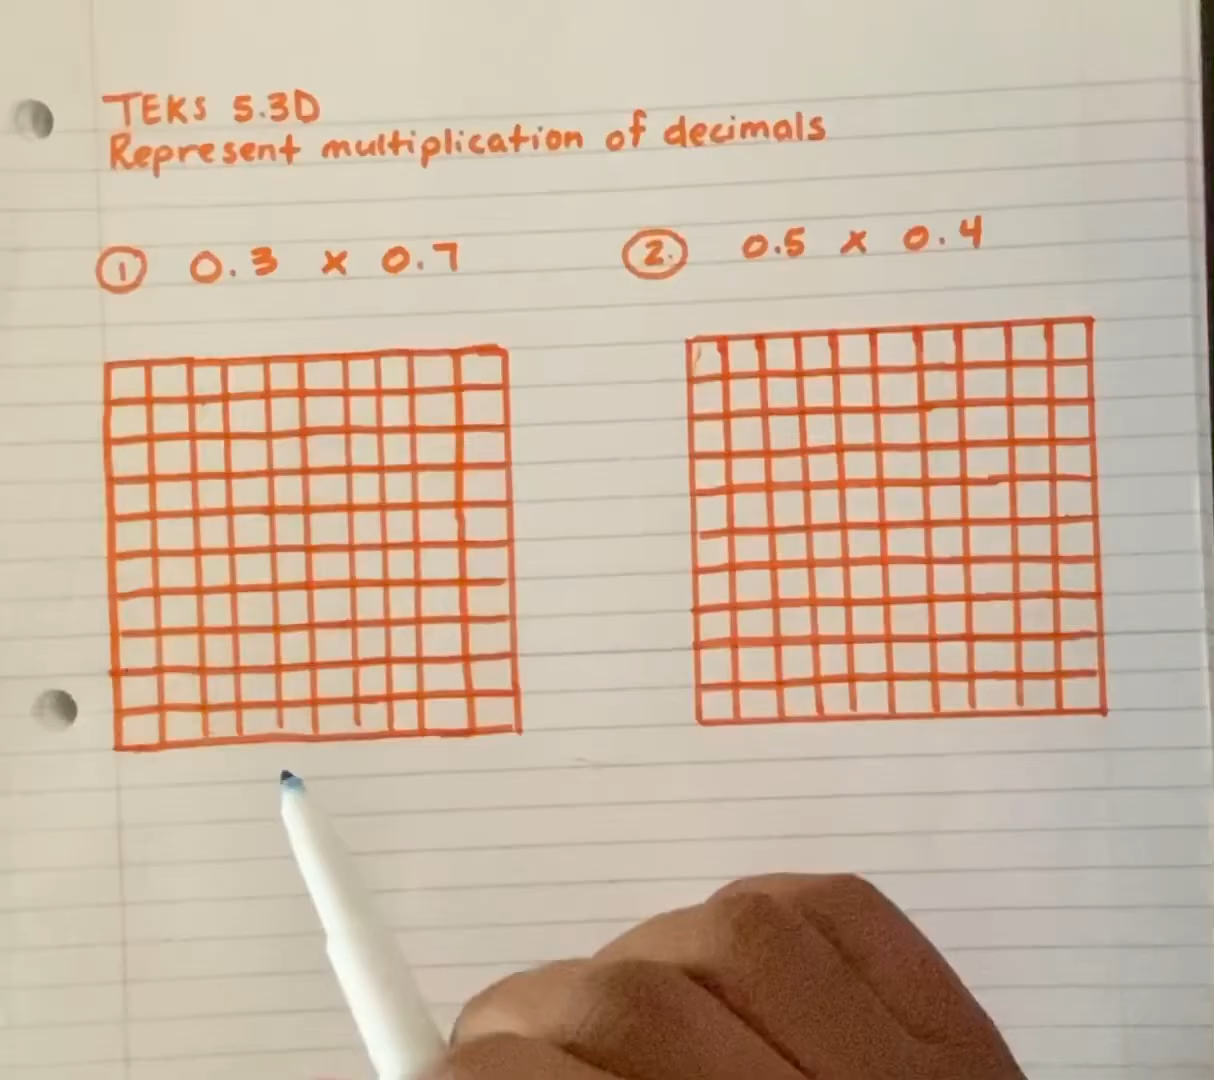 TEKS 5.3D
Represent multiplication of decimals
1 0.3 x 0.7
2. 0.5 x 0.4